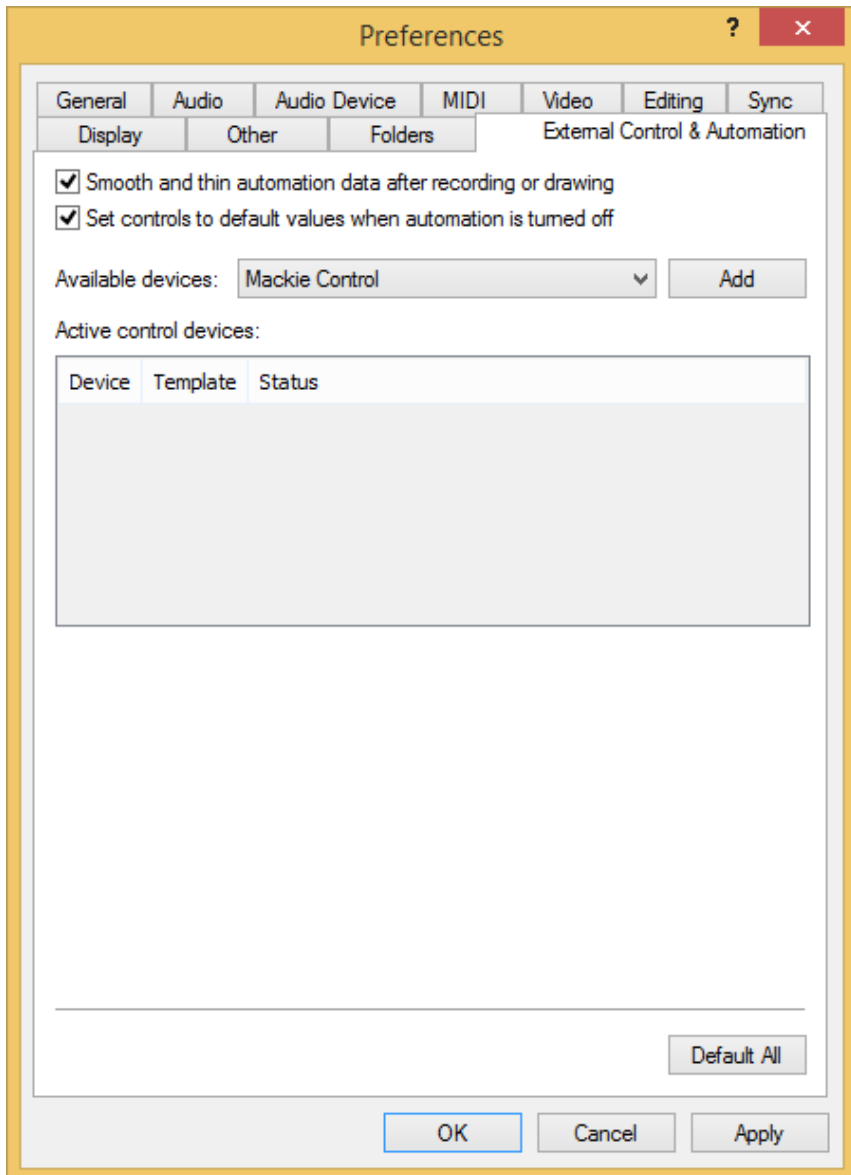 Preferences
?
×
General Audio Audio Device MIDI Video Editing Sync
Display Other Folders External Control & Automation
Smooth and thin automation data after recording or drawing
Set controls to default values when automation is turned off
Available devices: Mackie Control Add
Active control devices:
Device Template Status
Default All
OK Cancel Apply